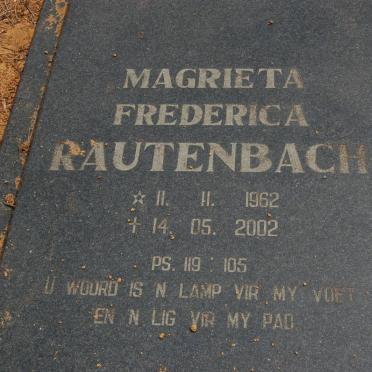 MAGRIETA
FREDERICA
RAUTENBACH
☆ 11. 11. 1962
✝ 14. 05. 2002
PS. 119 : 105
U WOORD IS N LAMP VIR MY VOET
EN N LIG VIR MY PAD